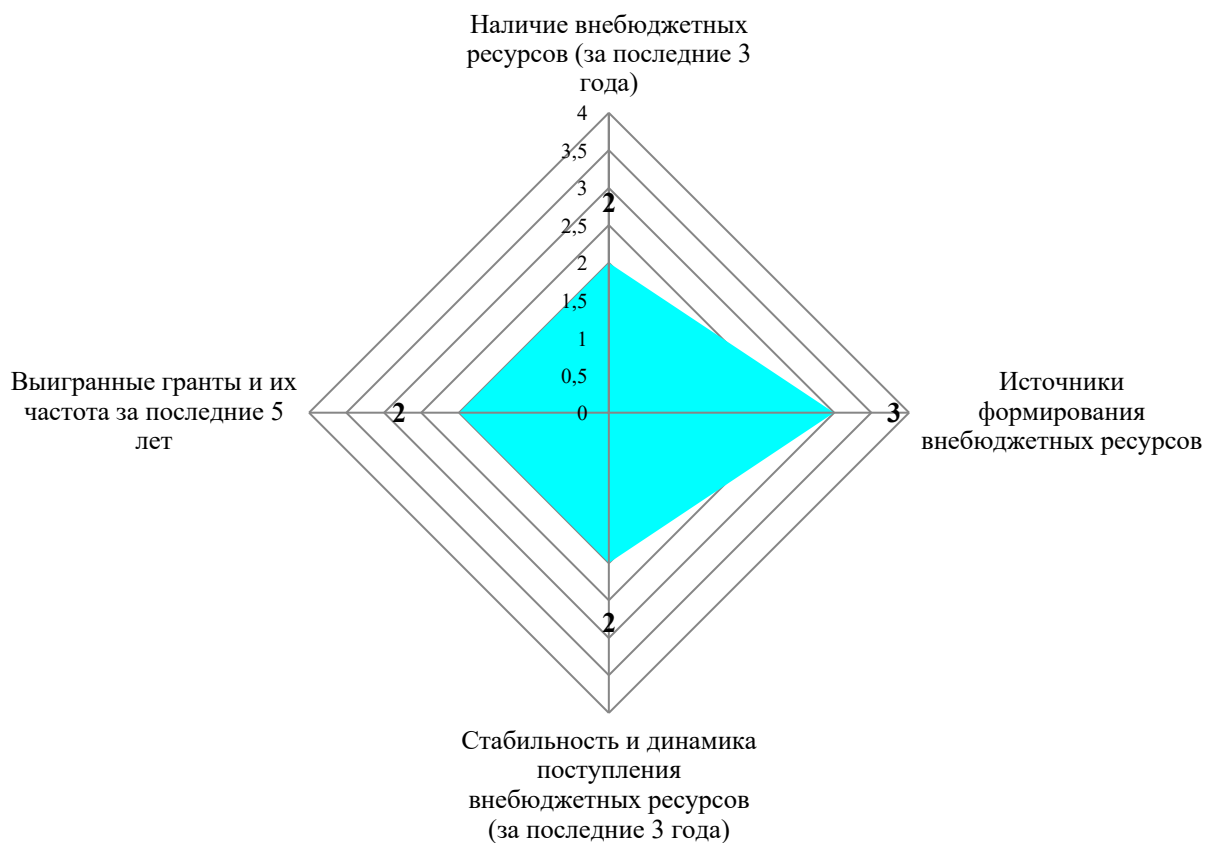 Наличие внебюджетных
ресурсов (за последние 3
года)
4
3,5
3
2
2,5
2
1,5
1
0,5
0
Выигранные гранты и их
частота за последние 5
лет
2
3
Источники
формирования
внебюджетных ресурсов
2
Стабильность и динамика
поступления
внебюджетных ресурсов
(за последние 3 года)